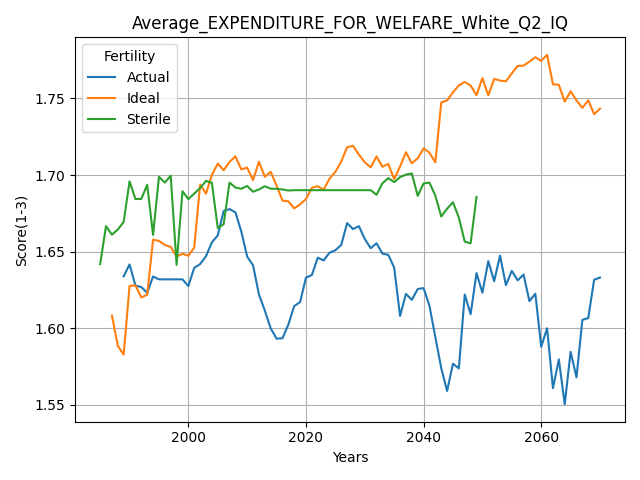 Average_EXPENDITURE_FOR_WELFARE_White_Q2_IQ
Fertility
Actual
Ideal
Sterile
Score(1-3)
1.75
1.70
1.65
1.60
1.55
2000
2020
2040
2060
Years